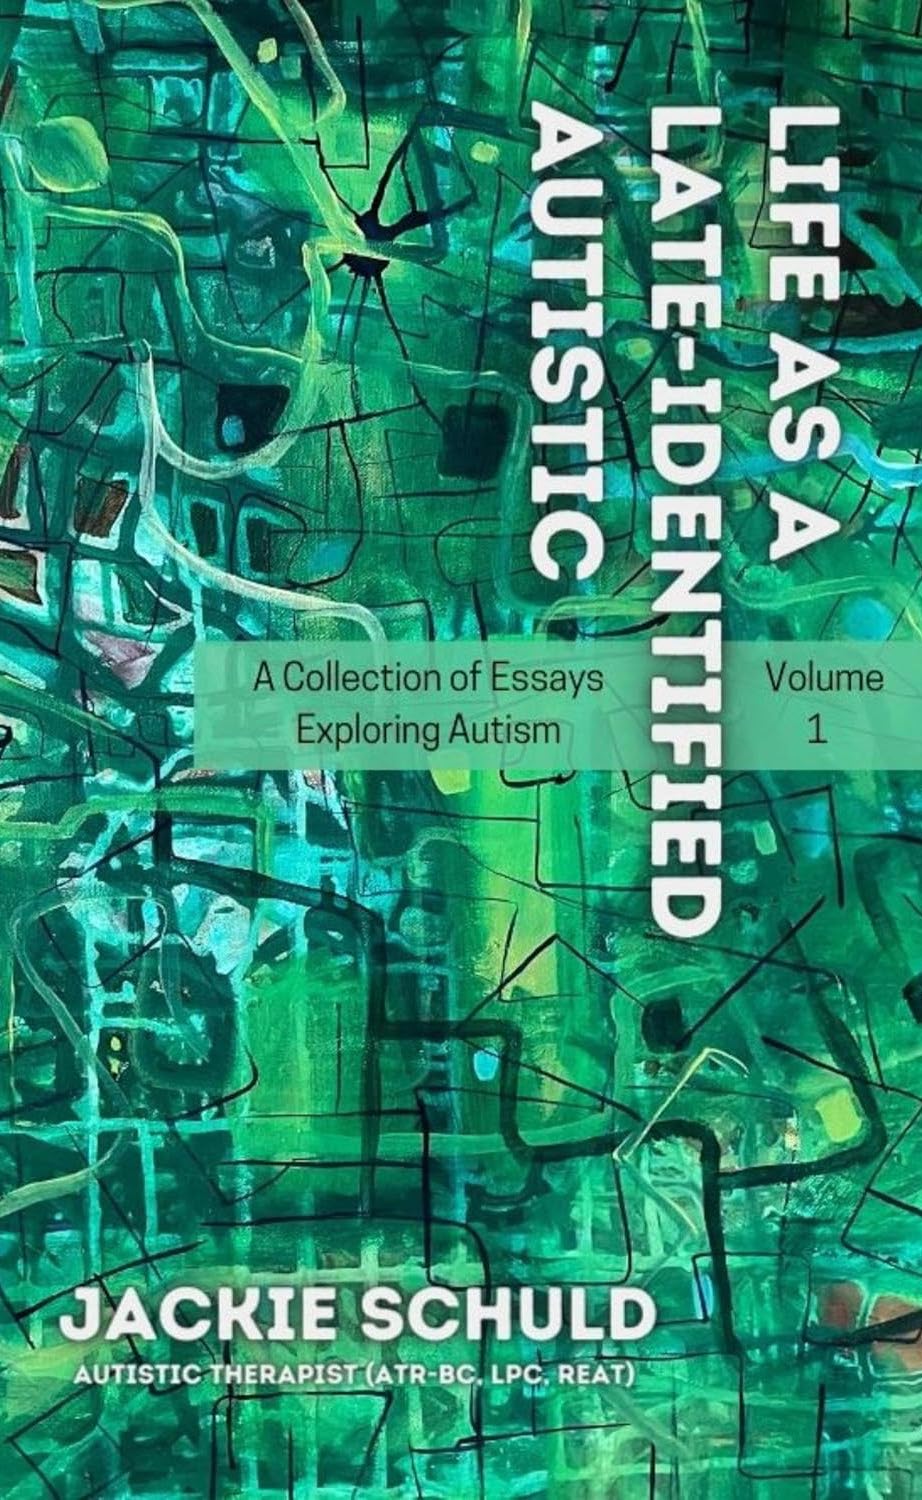 LIFE AS A
LATE-IDENTIFIED
AUTISTIC
A Collection of Essays
Exploring Autism
Volume
1
JACKIE SCHULD
AUTISTIC THERAPIST (ATR-BC, LPC, REAT)